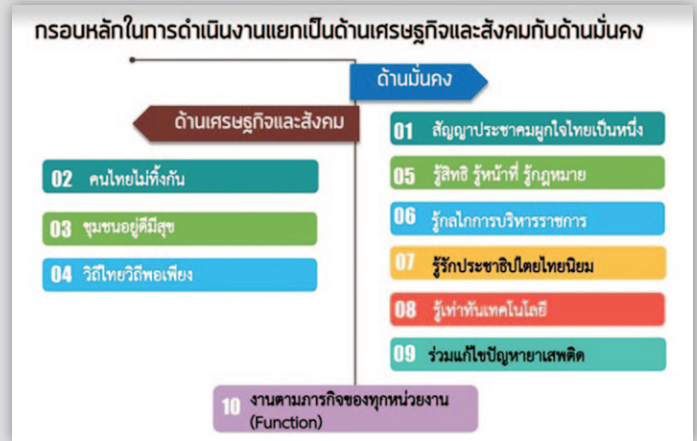 กรอบหลักในการดำเนินงานแยกเป็นด้านเศรษฐกิจและสังคมกับด้านมั่นคง
ด้านมั่นคง
ด้านเศรษฐกิจและสังคม
01 สัญญาประชาคมผูกใจไทยเป็นหนึ่ง
02 คนไทยไม่ทิ้งกัน
03 ชุมชนอยู่ดีมีสุข
04 วิถีไทยวิถีพอเพียง
05 รู้สิทธิ รู้หน้าที่ รู้กฎหมาย
06 รู้กลไกการบริหารราชการ
07 รู้รักประชาธิปไตยไทยนิยม
08 รู้เท่าทันเทคโนโลยี
09 ร่วมแก้ไขปัญหายาเสพติด
10 งานตามภารกิจของทุกหน่วยงาน
(Function)